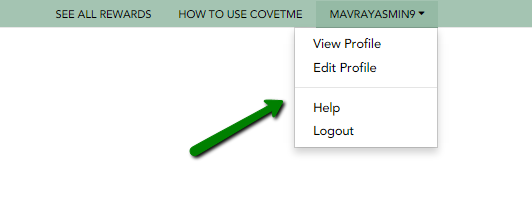 SEE ALL REWARDS HOW TO USE COVETME MAVRAYASMIN9
View Profile
Edit Profile
Help
Logout